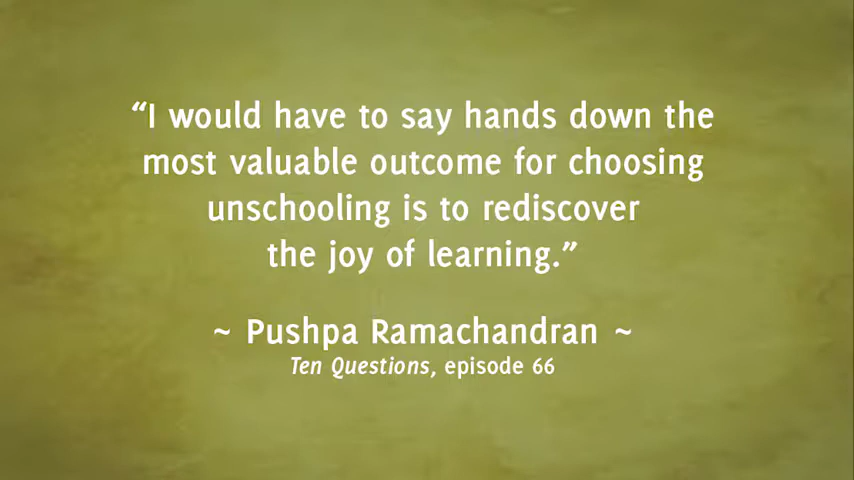 “I would have to say hands down the
most valuable outcome for choosing
unschooling is to rediscover
the joy of learning.”
~ Pushpa Ramachandran ~
Ten Questions, episode 66